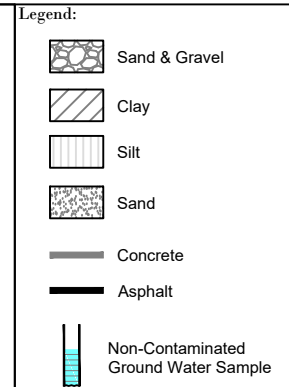 Legend:
Sand & Gravel
Clay
Silt
Sand
Concrete
Asphalt
Non-Contaminated
Ground Water Sample